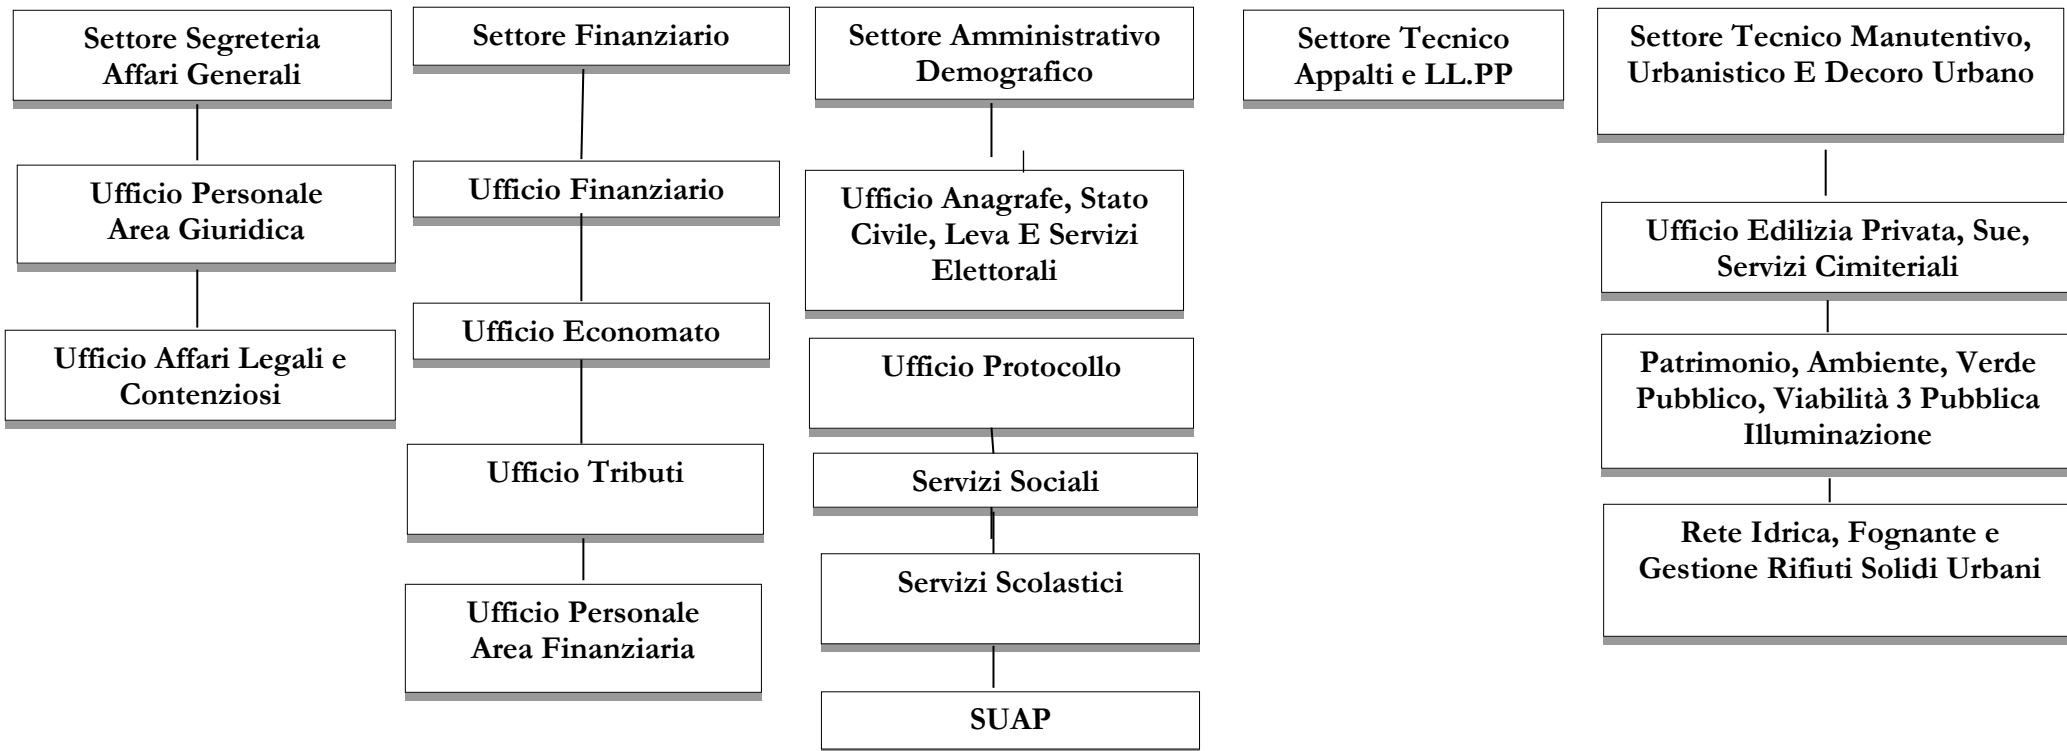 Settore Segreteria
Affari Generali
Ufficio Personale
Area Giuridica
Ufficio Affari Legali e
Contenziosi
Settore Finanziario
Ufficio Finanziario
Ufficio Economato
Ufficio Tributi
Ufficio Personale
Area Finanziaria
Settore Amministrativo
Demografico
Ufficio Anagrafe, Stato
Civile, Leva E Servizi
Elettorali
Ufficio Protocollo
Servizi Sociali
Servizi Scolastici
SUAP
Settore Tecnico
Appalti e LL.PP
Settore Tecnico Manutentivo,
Urbanistico E Decoro Urbano
Ufficio Edilizia Privata, Sue,
Servizi Cimiteriali
Patrimonio, Ambiente, Verde
Pubblico, Viabilità 3 Pubblica
Illuminazione
Rete Idrica, Fognante e
Gestione Rifiuti Solidi Urbani